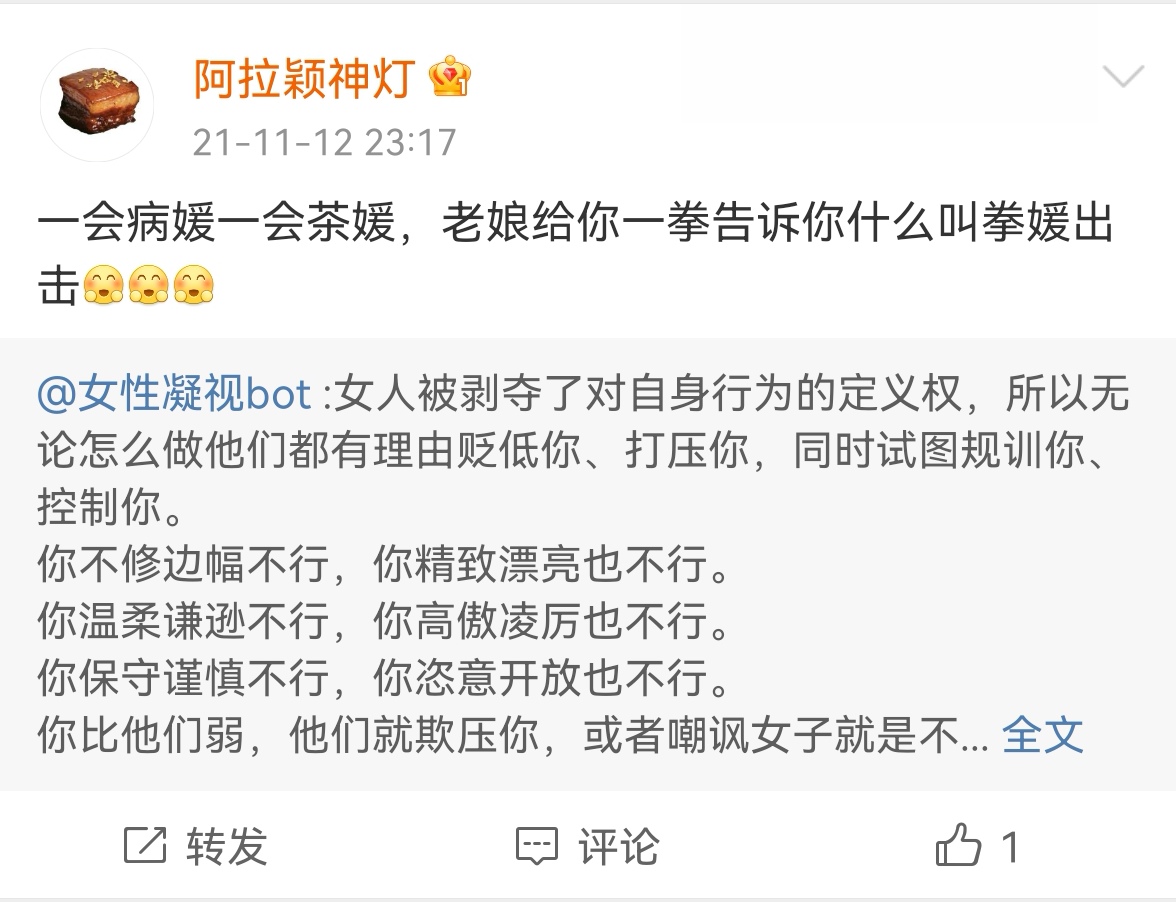 阿拉颖神灯
21-11-12 23:17
一会病媛一会茶媛，老娘给你一拳告诉你什么叫拳媛出
击🤗🤗🤗
@女性凝视bot :女人被剥夺了对自身行为的定义权，所以无
论怎么做他们都有理由贬低你、打压你，同时试图规训你、
控制你。
你不修边幅不行，你精致漂亮也不行。
你温柔谦逊不行，你高傲凌厉也不行。
你保守谨慎不行，你恣意开放也不行。
你比他们弱，他们就欺压你，或者嘲讽女子就是不... 全文
转发 评论 1